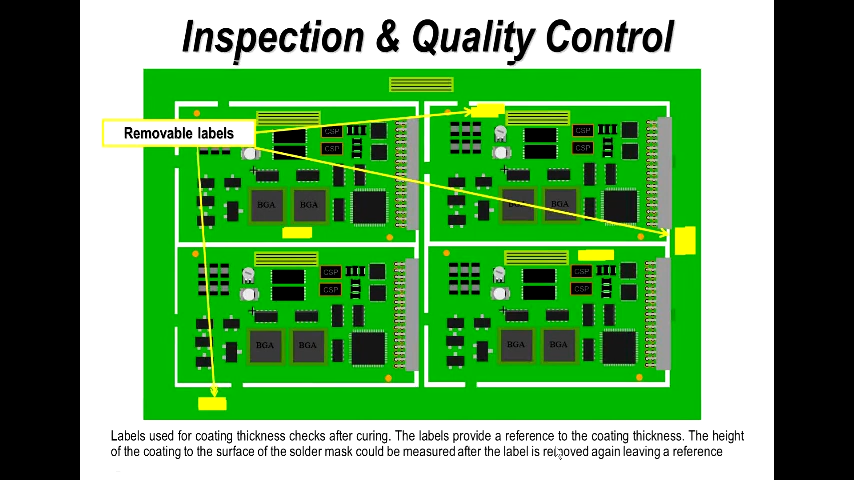 Inspection & Quality Control
Removable labels
CSP
CSP
BGA
BGA
CSP
CSP
BGA
BGA
CSP
CSP
BGA
BGA
CSP
CSP
BGA
BGA
Labels used for coating thickness checks after curing. The labels provide a reference to the coating thickness. The height
of the coating to the surface of the solder mask could be measured after the label is removed again leaving a reference